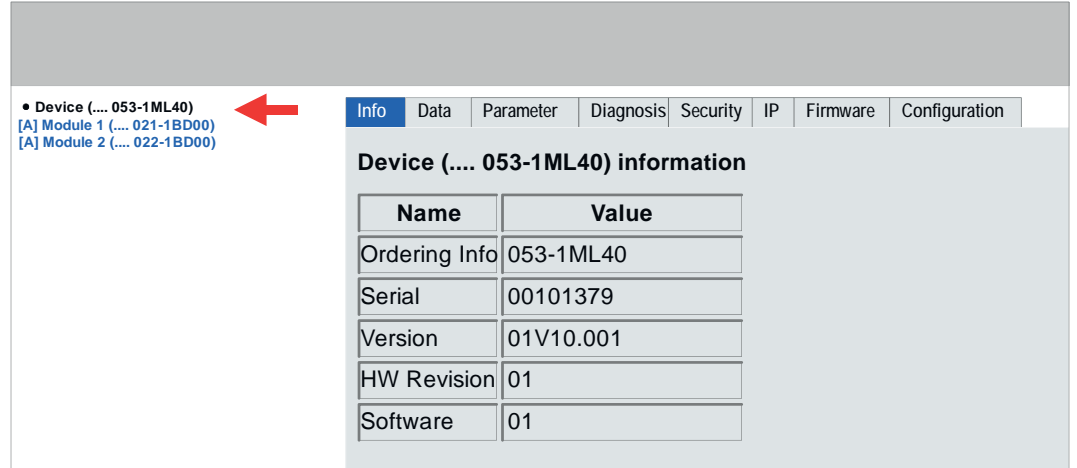 • Device (.... 053-1ML40)
[A] Module 1 (.... 021-1BD00)
[A] Module 2 (.... 022-1BD00)
Info Data Parameter Diagnosis Security IP Firmware Configuration
Device (.... 053-1ML40) information
Name Value
Ordering Info 053-1ML40
Serial 00101379
Version 01V10.001
HW Revision 01
Software 01